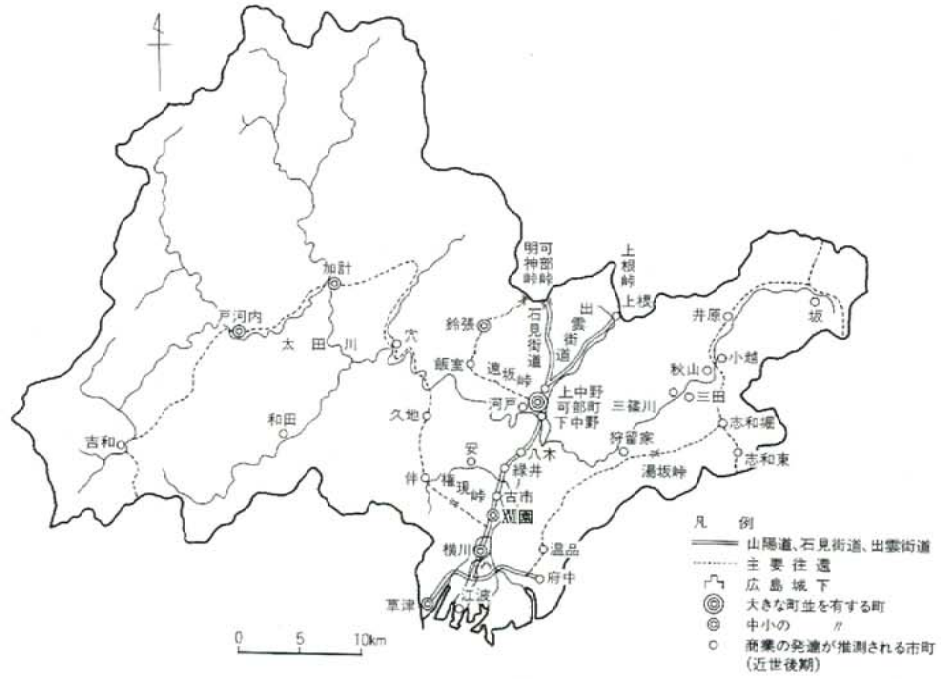 明神峠
可部峠
上根峠
加計
出雲街道
上根
石見街道
井原
坂
戸河内
鈴張
太田川
穴
小越
飯室
遠坂峠
秋山
上中野
河戸
可部町
三篠川
三田
久地
下中野
和田
志和堀
吉和
狩留家
八木
安
志和東
緑井
湯坂峠
伴
権現峠
古市
XVII園
凡例
横川
温品
山陽道、石見街道、出雲街道
府中
主要往還
広島城下
草津
江波
大きな町並を有する町
中小の 〃
0 5 10km
商業の発達が推測される市町
(近世後期)